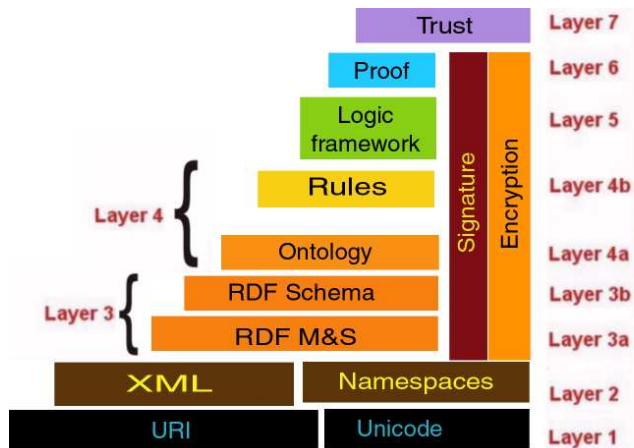 Trust
Layer 7
Proof
Layer 6
Logic
framework
Layer 5
Signature
Encryption
Rules
Layer 4b
Layer 4
Ontology
Layer 4a
RDF Schema
Layer 3b
Layer 3
RDF M&S
Layer 3a
XML
Namespaces
Layer 2
URI
Unicode
Layer 1